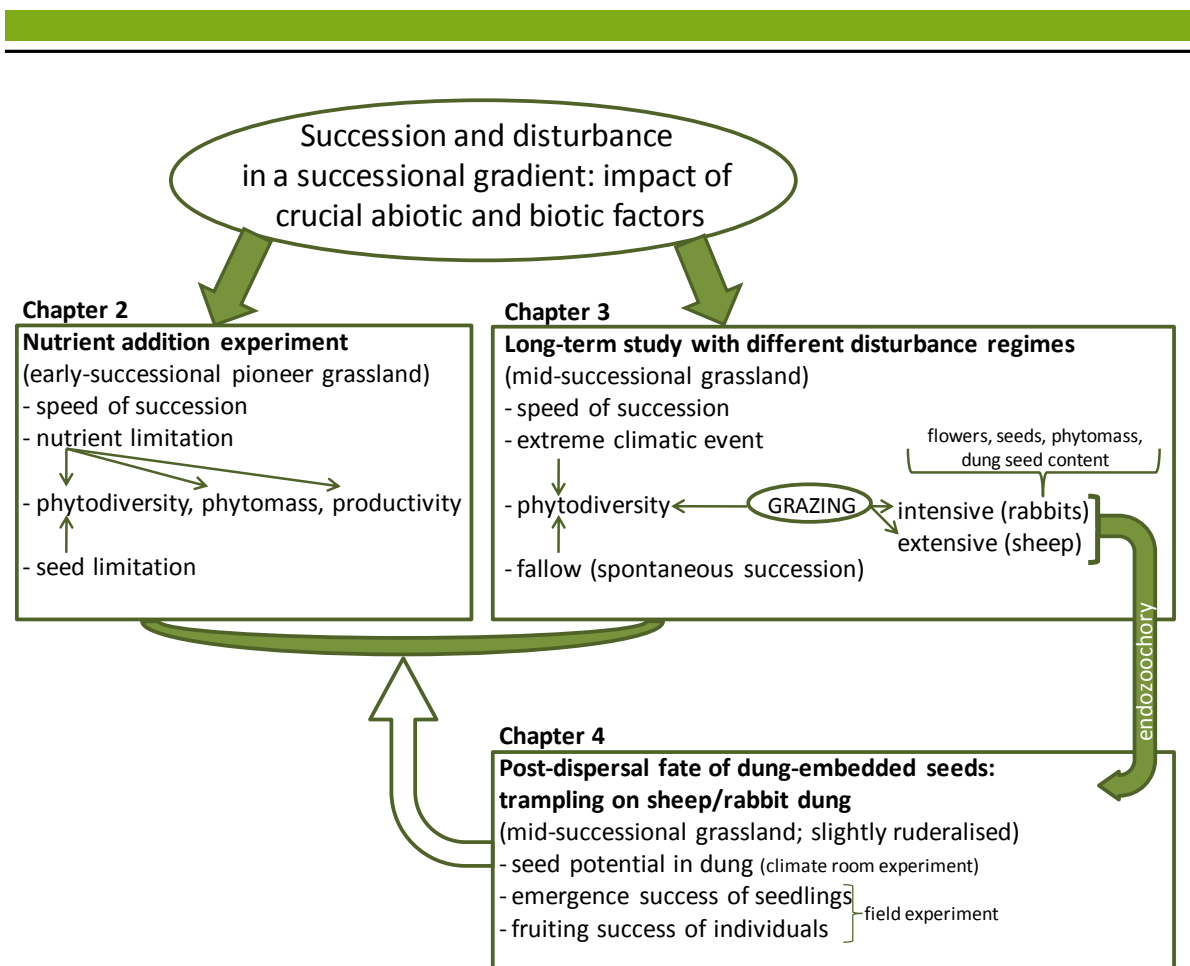 Succession and disturbance
in a successional gradient: impact of
crucial abiotic and biotic factors
Chapter 2
Nutrient addition experiment
(early-successional pioneer grassland)
- speed of succession
- nutrient limitation
- phytodiversity, phytomass, productivity
- seed limitation
Chapter 3
Long-term study with different disturbance regimes
(mid-successional grassland)
- speed of succession
- extreme climatic event
flowers, seeds, phytomass,
dung seed content
- phytodiversity
GRAZING
intensive (rabbits)
extensive (sheep)
- fallow (spontaneous succession)
endozoochory
Chapter 4
Post-dispersal fate of dung-embedded seeds:
trampling on sheep/rabbit dung
(mid-successional grassland; slightly ruderalised)
- seed potential in dung (climate room experiment)
- emergence success of seedlings
- fruiting success of individuals
field experiment